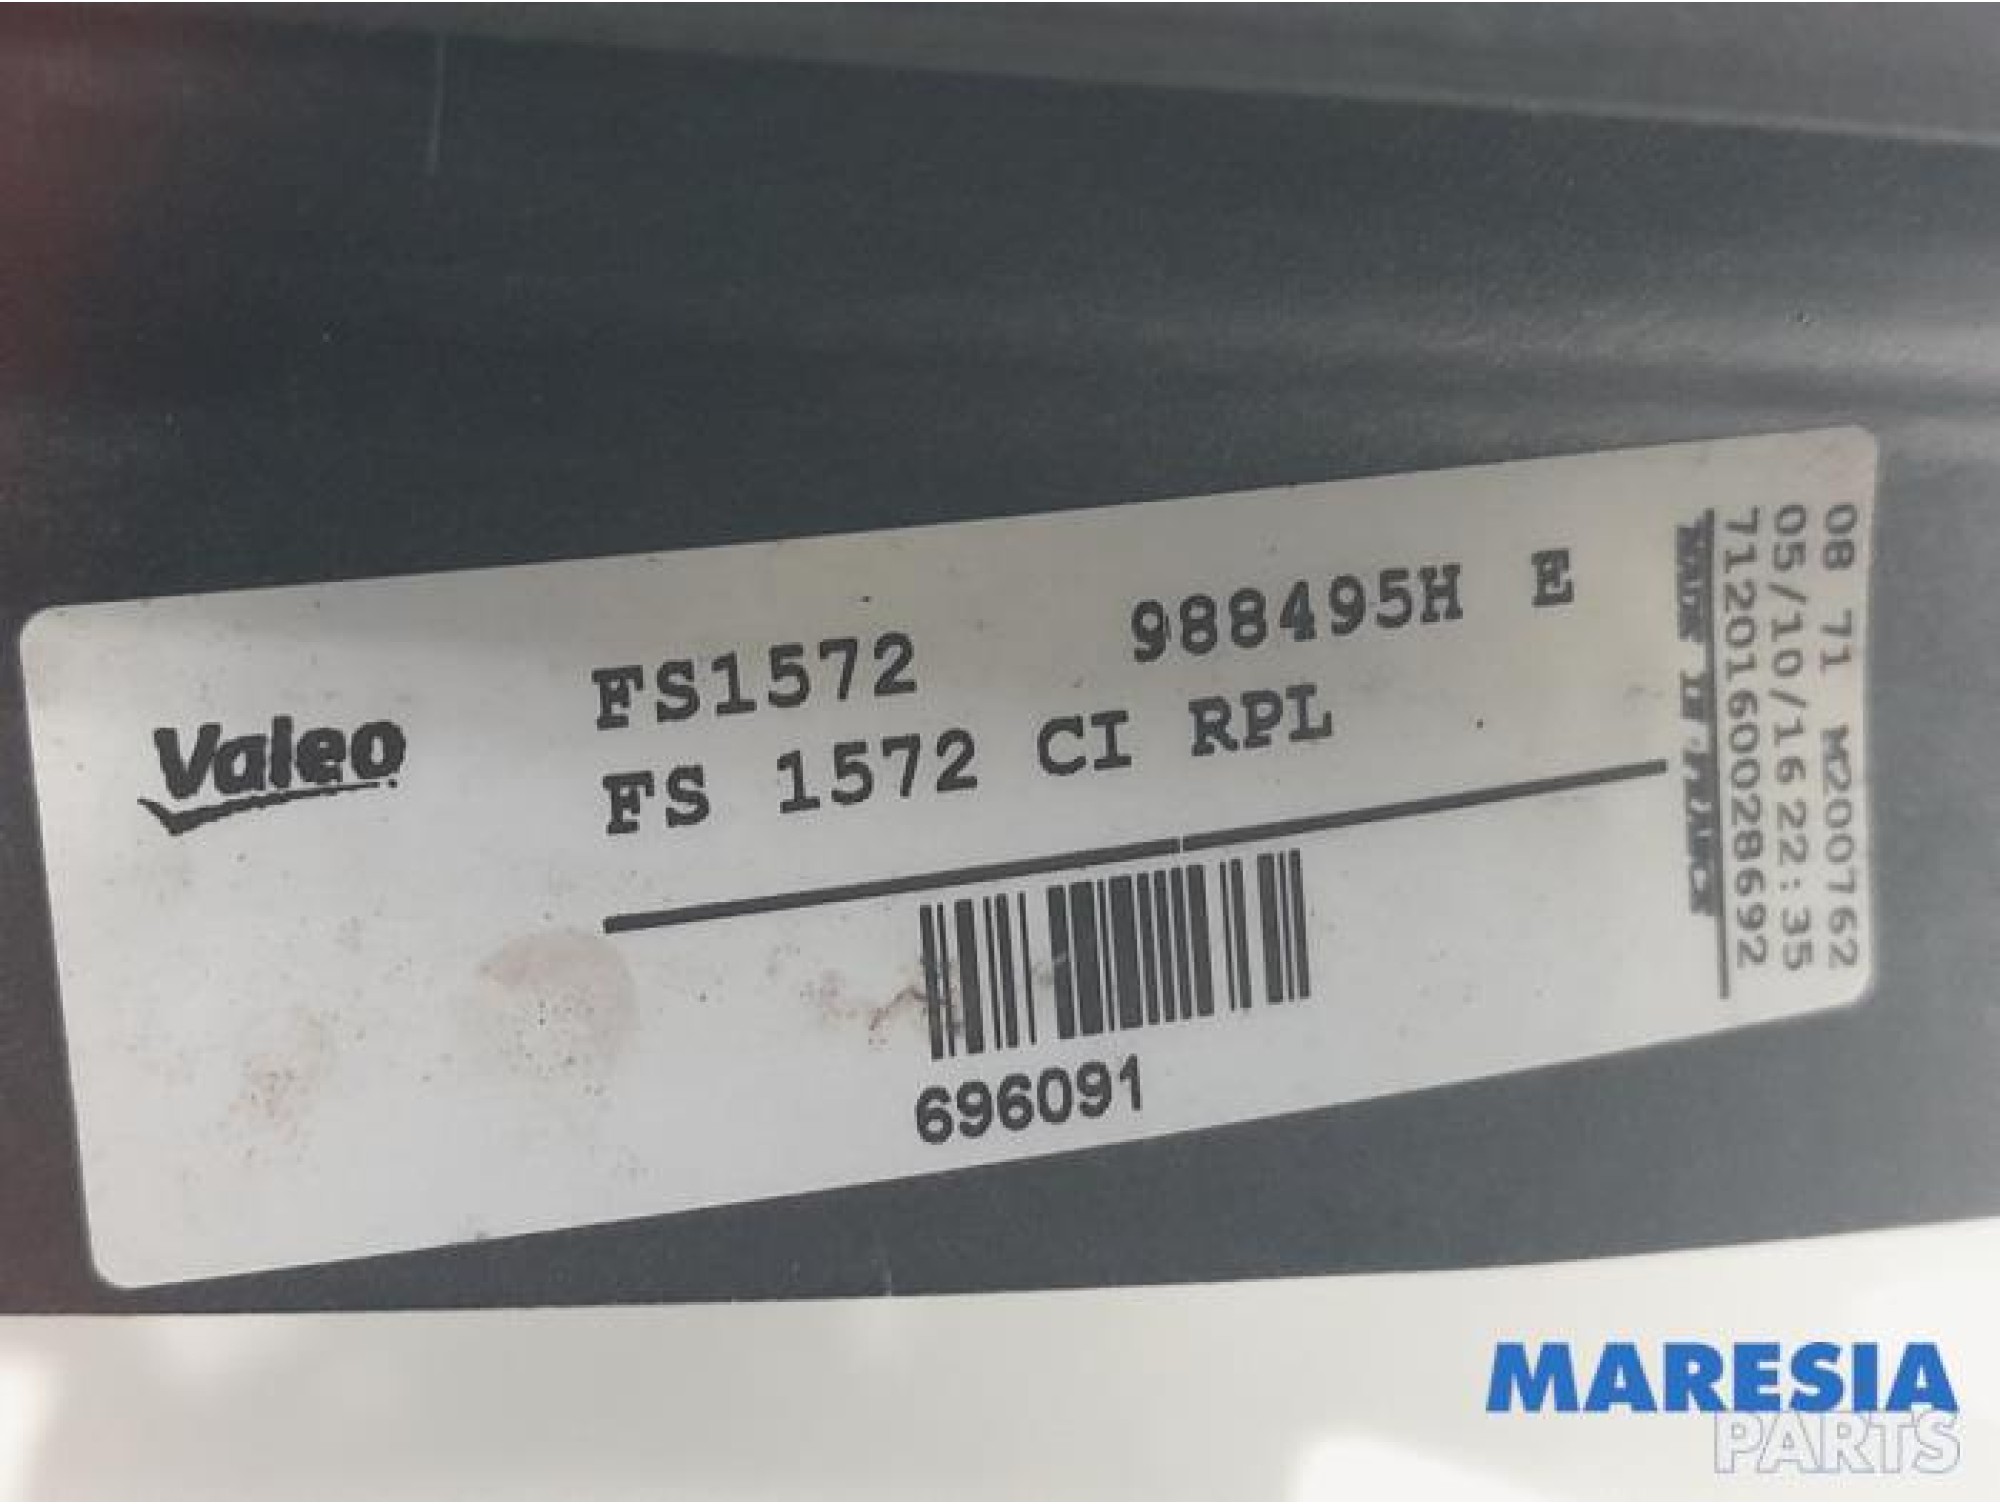 Valeo
FS1572 988495H E
FS 1572 CI RPL
696091
08 71 M200762
05/10/16 22:35
7120160028692
MADE IN FRANCE
MARESIA
PARTS